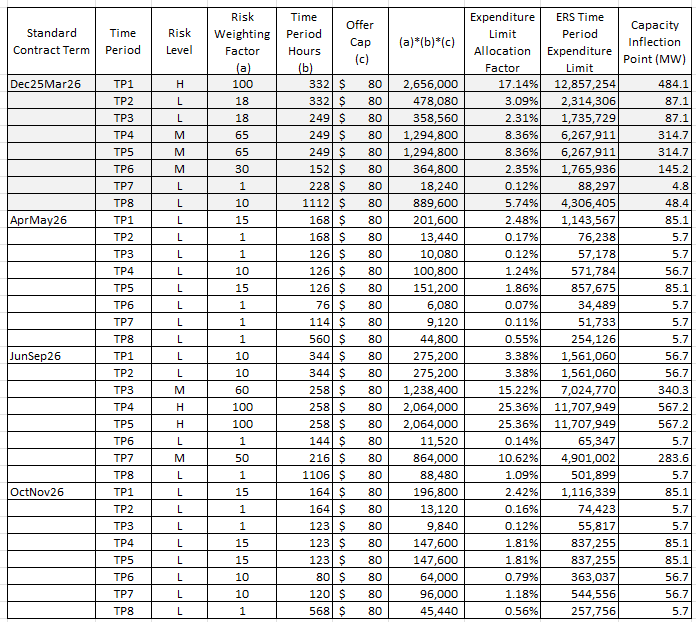 Standard Contract Term Time Period Risk Level Risk Weighting Factor (a) Time Period Hours (b) Offer Cap (c) (a)*(b)*(c) Expenditure Limit Allocation Factor ERS Time Period Expenditure Limit Capacity Inflection Point (MW)
Dec25Mar26 TP1 H 100 332 $ 80 2,656,000 17.14% 12,857,254 484.1
TP2 L 18 332 $ 80 478,080 3.09% 2,314,306 87.1
TP3 L 18 249 $ 80 358,560 2.31% 1,735,729 87.1
TP4 M 65 249 $ 80 1,294,800 8.36% 6,267,911 314.7
TP5 M 65 249 $ 80 1,294,800 8.36% 6,267,911 314.7
TP6 M 30 152 $ 80 364,800 2.35% 1,765,936 145.2
TP7 L 1 228 $ 80 18,240 0.12% 88,297 4.8
TP8 L 10 1112 $ 80 889,600 5.74% 4,306,405 48.4
AprMay26 TP1 L 15 168 $ 80 201,600 2.48% 1,143,567 85.1
TP2 L 1 168 $ 80 13,440 0.17% 76,238 5.7
TP3 L 1 126 $ 80 10,080 0.12% 57,178 5.7
TP4 L 10 126 $ 80 100,800 1.24% 571,784 56.7
TP5 L 15 126 $ 80 151,200 1.86% 857,675 85.1
TP6 L 1 76 $ 80 6,080 0.07% 34,489 5.7
TP7 L 1 114 $ 80 9,120 0.11% 51,733 5.7
TP8 L 1 560 $ 80 44,800 0.55% 254,126 5.7
JunSep26 TP1 L 10 344 $ 80 275,200 3.38% 1,561,060 56.7
TP2 L 10 344 $ 80 275,200 3.38% 1,561,060 56.7
TP3 M 60 258 $ 80 1,238,400 15.22% 7,024,770 340.3
TP4 H 100 258 $ 80 2,064,000 25.36% 11,707,949 567.2
TP5 H 100 258 $ 80 2,064,000 25.36% 11,707,949 567.2
TP6 L 1 144 $ 80 11,520 0.14% 65,347 5.7
TP7 M 50 216 $ 80 864,000 10.62% 4,901,002 283.6
TP8 L 1 1106 $ 80 88,480 1.09% 501,899 5.7
OctNov26 TP1 L 15 164 $ 80 196,800 2.42% 1,116,339 85.1
TP2 L 1 164 $ 80 13,120 0.16% 74,423 5.7
TP3 L 1 123 $ 80 9,840 0.12% 55,817 5.7
TP4 L 15 123 $ 80 147,600 1.81% 837,255 85.1
TP5 L 15 123 $ 80 147,600 1.81% 837,255 85.1
TP6 L 10 80 $ 80 64,000 0.79% 363,037 56.7
TP7 L 10 120 $ 80 96,000 1.18% 544,556 56.7
TP8 L 1 568 $ 80 45,440 0.56% 257,756 5.7